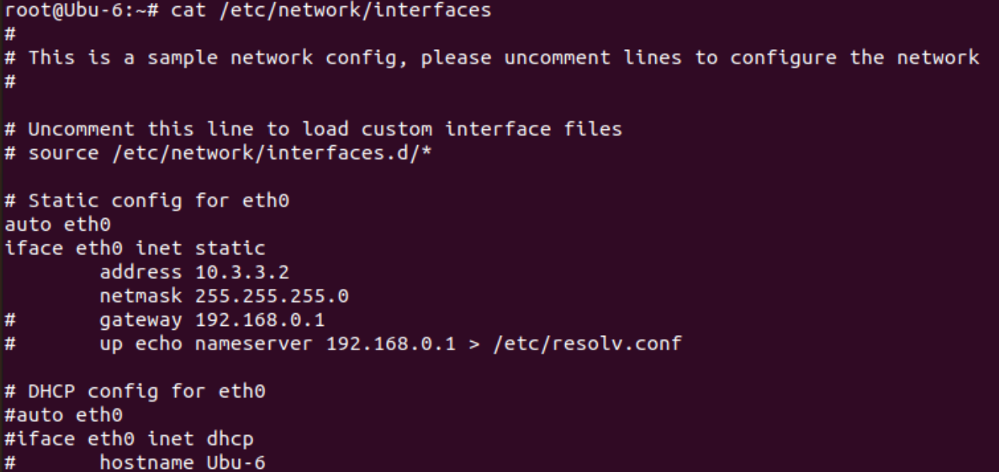 root@Ubu-6:~# cat /etc/network/interfaces
#
# This is a sample network config, please uncomment lines to configure the network
#

# Uncomment this line to load custom interface files
# source /etc/network/interfaces.d/*

# Static config for eth0
auto eth0
iface eth0 inet static
        address 10.3.3.2
        netmask 255.255.255.0
#       gateway 192.168.0.1
#       up echo nameserver 192.168.0.1 > /etc/resolv.conf

# DHCP config for eth0
#auto eth0
#iface eth0 inet dhcp
#       hostname Ubu-6